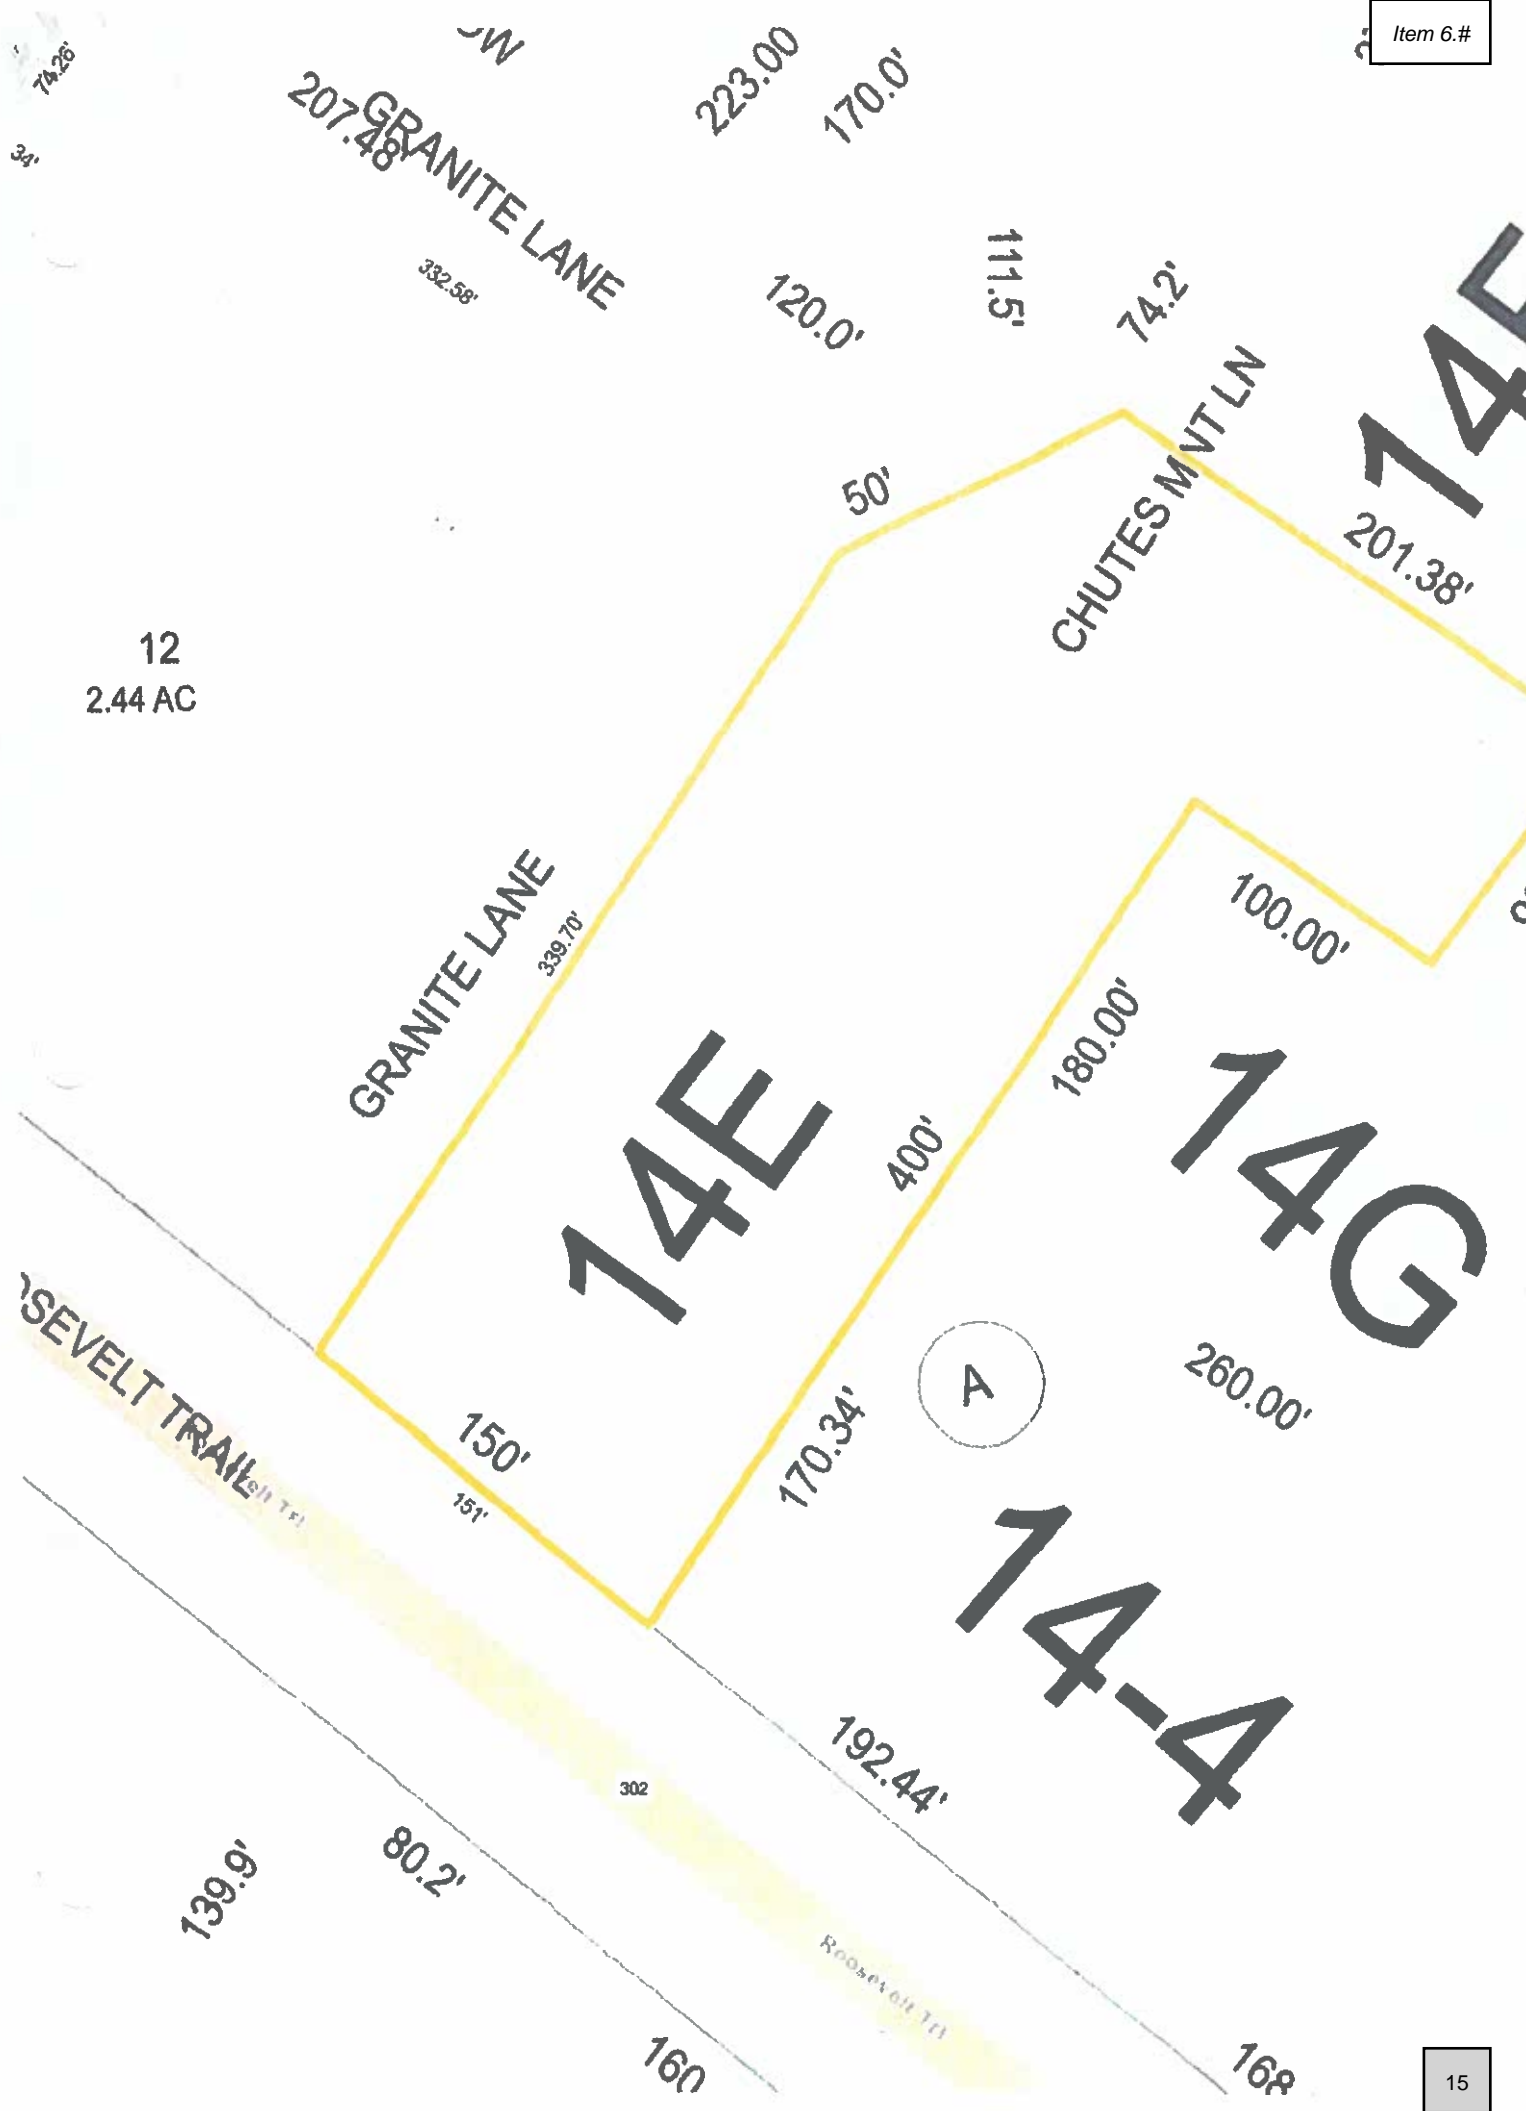 Item 6.#
74.26'
34'
207.48'
GRANITE LANE
332.58'
223.00
170.0'
120.0'
111.5'
74.2'
CHUTES MNT LN
50'
201.38'
12
2.44 AC
GRANITE LANE
339.70'
100.00'
180.00'
14E
400'
14G
A
260.00'
170.34'
150'
151'
OSEVELT TRAIL
14-4
192.44'
302
80.2'
139.9'
Roosevelt Trl
160
168
15